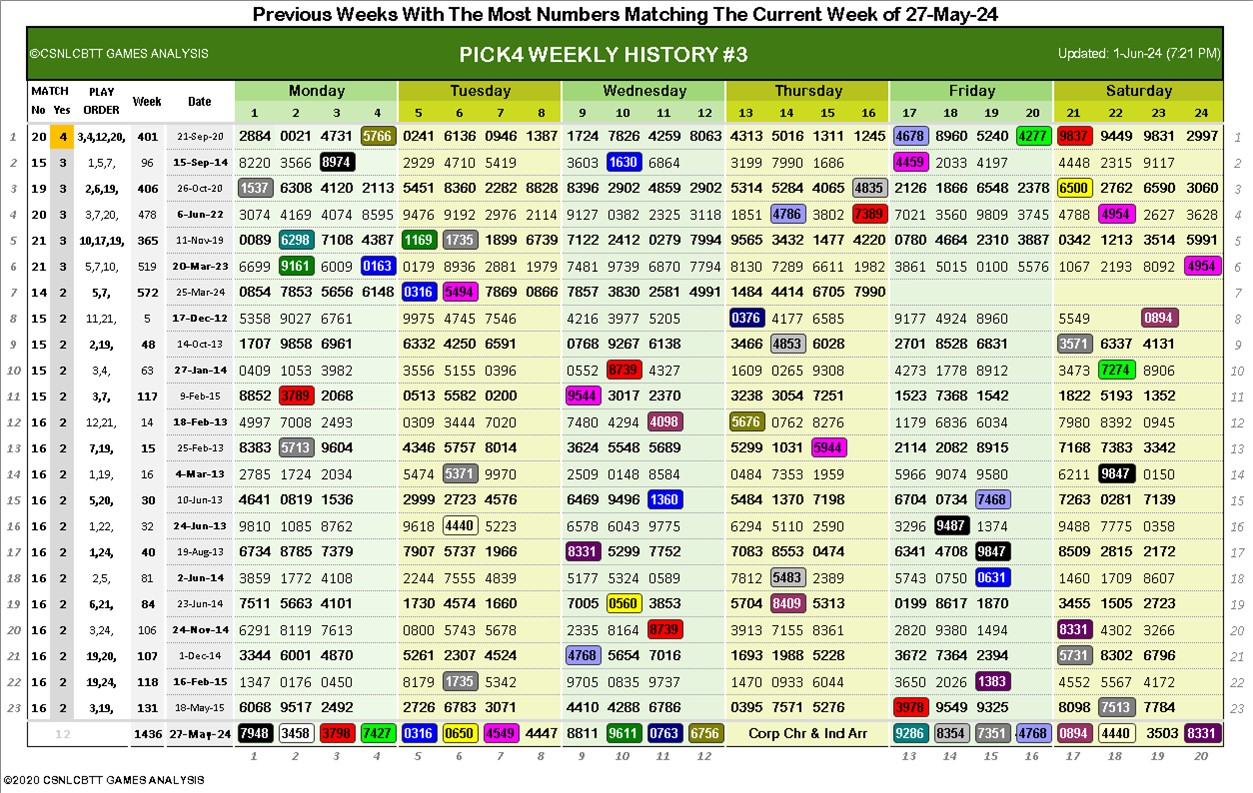 Previous Weeks With The Most Numbers Matching The Current Week of 27-May-24
©CSNLCBTT GAMES ANALYSIS PICK4 WEEKLY HISTORY #3 Updated: 1-Jun-24 (7:21 PM)
MATCH PLAY Week Date Monday Tuesday Wednesday Thursday Friday Saturday
No Yes ORDER 1 2 3 4 5 6 7 8 9 10 11 12 13 14 15 16 17 18 19 20 21 22 23 24
1 20 4 3,4,12,20, 401 21-Sep-20 2884 0021 4731 5766 0241 6136 0946 1387 1724 7826 4259 8063 4313 5016 1311 1245 4678 8960 5240 4277 9837 9449 9831 2997 1
2 15 3 1,5,7, 96 15-Sep-14 8220 3566 8974 2929 4710 5419 3603 1630 6864 3199 7990 1686 4459 2033 4197 4448 2315 9117 2
3 19 3 2,6,19, 406 26-Oct-20 1537 6308 4120 2113 5451 8360 2282 8828 8396 2902 4859 2902 5314 5284 4065 4835 2126 1866 6548 2378 6500 2762 6590 3060 3
4 20 3 3,7,20, 478 6-Jun-22 3074 4169 4074 8595 9476 9192 2976 2114 9127 0382 2325 3118 1851 4786 3802 7389 7021 3560 9809 3745 4788 4954 2627 3628 4
5 21 3 10,17,19, 365 11-Nov-19 0089 6298 7108 4387 1169 1735 1899 6739 7122 2412 0279 7994 9565 3432 1477 4220 0780 4664 2310 3887 0342 1213 3514 5991 5
6 21 3 5,7,10, 519 20-Mar-23 6699 9161 6009 0163 0179 8936 2881 1979 7481 9739 6870 7794 8130 7289 6611 1982 3861 5015 0100 5576 1067 2193 8092 4954 6
7 14 2 5,7, 572 25-Mar-24 0854 7853 5656 6148 0316 5494 7869 0866 7857 3830 2581 4991 1484 4414 6705 7990 7
8 15 2 11,21, 5 17-Dec-12 5358 9027 6761 9975 4745 7546 4216 3977 5205 0376 4177 6585 9177 4924 8960 5549 0894 8
9 15 2 2,19, 48 14-Oct-13 1707 9858 6961 6332 4250 6591 0768 9267 6138 3466 4853 6028 2701 8528 6831 3571 6337 4131 9
10 15 2 3,4, 63 27-Jan-14 0409 1053 3982 3556 5155 0396 0552 8739 4327 1609 0265 9308 4273 1778 8912 3473 7274 8906 10
11 15 2 3,7, 117 9-Feb-15 8852 3789 2068 0513 5582 0200 9544 3017 2370 3238 3054 7251 1523 7368 1542 1822 5193 1352 11
12 16 2 12,21, 14 18-Feb-13 4997 7008 2493 0309 3444 7020 7480 4294 4098 5676 0762 8276 1179 6836 6034 7980 8392 0945 12
13 16 2 7,19, 15 25-Feb-13 8383 5713 9604 4346 5757 8014 3624 5548 5689 5299 1031 5944 2114 2082 8915 7168 7383 3342 13
14 16 2 1,19, 16 4-Mar-13 2785 1724 2034 5474 5371 9970 2509 0148 8584 0484 7353 1959 5966 9074 9580 6211 9847 0150 14
15 16 2 5,20, 30 10-Jun-13 4641 0819 1536 2999 2723 4576 6469 9496 1360 5484 1370 7198 6704 0734 7468 7263 0281 7139 15
16 16 2 1,22, 32 24-Jun-13 9810 1085 8762 9618 4440 5223 6578 6043 9775 6294 5110 2590 3296 9487 1374 9488 7775 0358 16
17 16 2 1,24, 40 19-Aug-13 6734 8785 7379 7907 5737 1966 8331 5299 7752 7083 8553 0474 6341 4708 9847 8509 2815 2172 17
18 16 2 2,5, 81 2-Jun-14 3859 1772 4108 2244 7555 4839 5177 5324 0589 7812 5483 2389 5743 0750 0631 1460 1709 8607 18
19 16 2 6,21, 84 23-Jun-14 7511 5663 4101 1730 4574 1660 7005 0560 3853 5704 8409 5313 0199 8617 1870 3455 1505 2723 19
20 16 2 3,24, 106 24-Nov-14 6291 8119 7613 0800 5743 5678 2335 8164 8739 3913 7155 8361 2820 9380 1494 8331 4302 3266 20
21 16 2 19,20, 107 1-Dec-14 3344 6001 4870 5261 2307 4524 4768 5654 7016 1693 1988 5228 3672 7364 2394 5731 8302 6796 21
22 16 2 19,24, 118 16-Feb-15 1347 0176 0450 8179 1735 5342 9705 0835 9737 1470 0933 6044 3650 2026 1383 4552 5567 4172 22
23 16 2 3,19, 131 18-May-15 6068 9517 2492 2726 6783 3071 4410 4288 6786 0395 7571 5276 3978 9549 9325 8098 7513 7784 23
12 1436 27-May-24 7948 3458 3798 7427 0316 0650 4549 4447 8811 9611 0763 6756 Corp Chr & Ind Arr 9286 8354 7351 4768 0894 4440 3503 8331
1 2 3 4 5 6 7 8 9 10 11 12 13 14 15 16 17 18 19 20
©2020 CSNLCBTT GAMES ANALYSIS